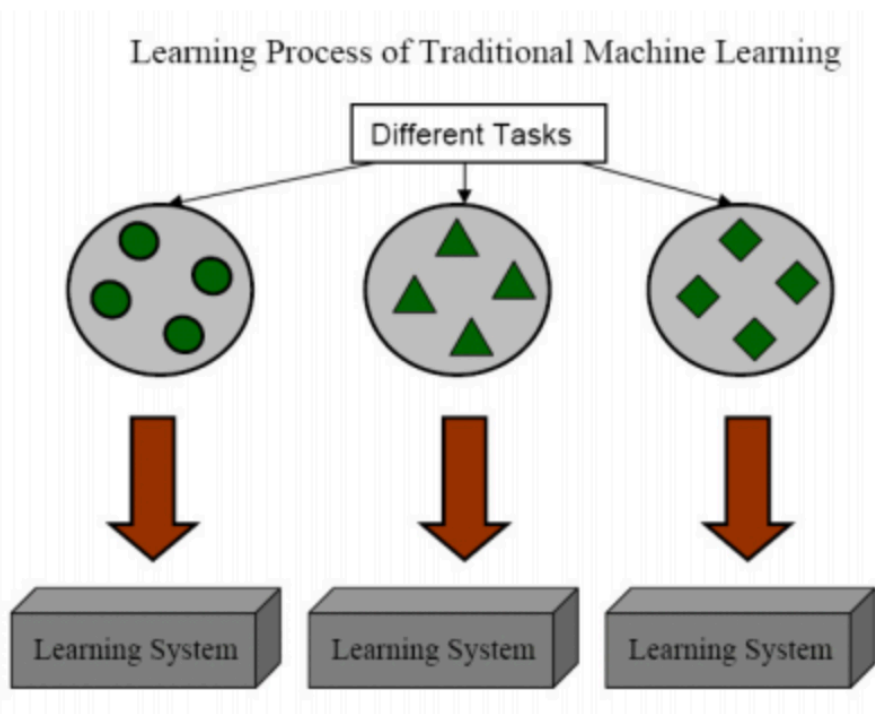 Learning Process of Traditional Machine Learning
Different Tasks
Learning System
Learning System
Learning System